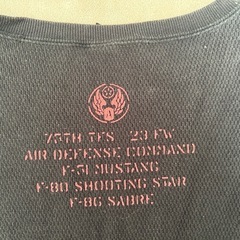 75TH TFS 23 FW
AIR DEFENSE COMMAND
F-51 MUSTANG
F-80 SHOOTING STAR
F-86 SABRE